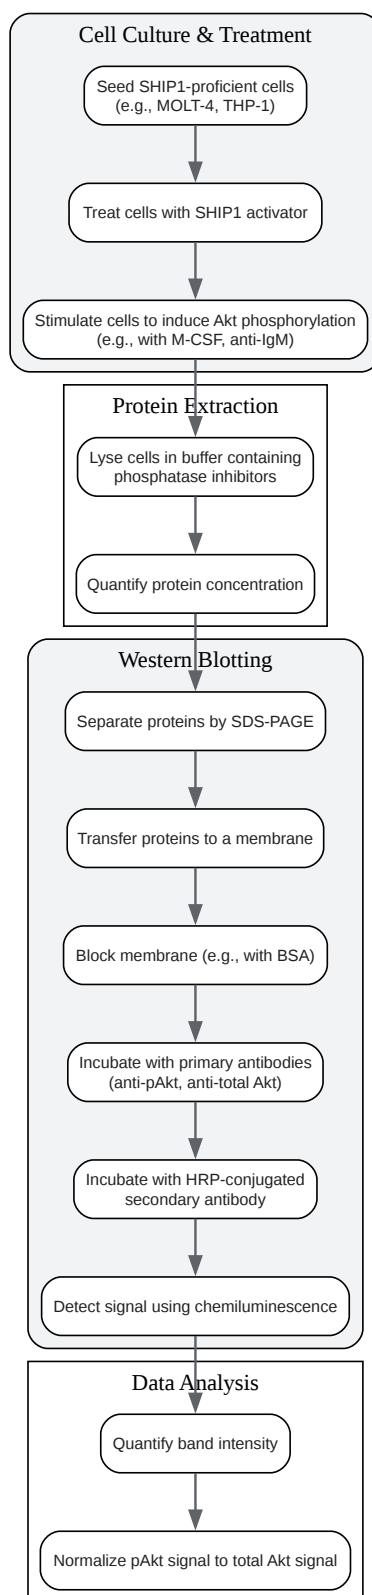 Cell Culture & Treatment
Seed SHIP1-proficient cells
(e.g., MOLT-4, THP-1)
Treat cells with SHIP1 activator
Stimulate cells to induce Akt phosphorylation
(e.g., with M-CSF, anti-IgM)
Protein Extraction
Lyse cells in buffer containing
phosphatase inhibitors
Quantify protein concentration
Western Blotting
Separate proteins by SDS-PAGE
Transfer proteins to a membrane
Block membrane (e.g., with BSA)
Incubate with primary antibodies
(anti-pAkt, anti-total Akt)
Incubate with HRP-conjugated
secondary antibody
Detect signal using chemiluminescence
Data Analysis
Quantify band intensity
Normalize pAkt signal to total Akt signal